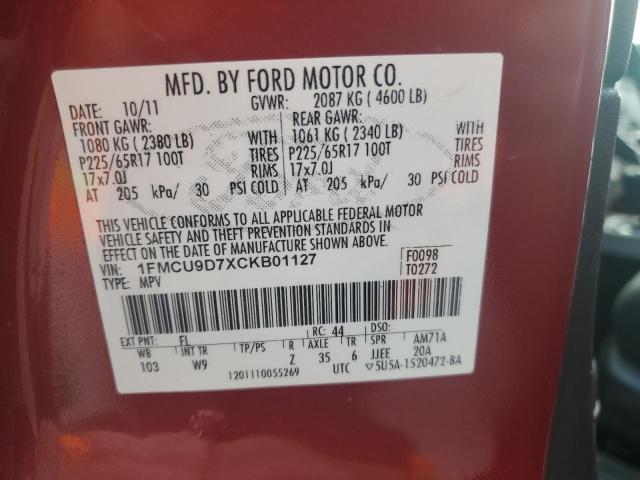 MFD. BY FORD MOTOR CO.
DATE: 10/11 GVWR: 2087 KG ( 4600 LB)
FRONT GAWR: REAR GAWR:
1080 KG ( 2380 LB) WITH 1061 KG ( 2340 LB) WITH
P225/65R17 100T TIRES P225/65R17 100T TIRES
17x7.0J RIMS 17x7.0J RIMS
AT 205 kPa/ 30 PSI COLD AT 205 kPa/ 30 PSI COLD
THIS VEHICLE CONFORMS TO ALL APPLICABLE FEDERAL MOTOR
VEHICLE SAFETY AND THEFT PREVENTION STANDARDS IN
EFFECT ON THE DATE OF MANUFACTURE SHOWN ABOVE.
VIN: 1FMCU9D7XCKB01127 F0098
TYPE: MPV T0272
EXT PNT: FL RC: 44 DSO:
WB INT TR TP/PS R AXLE TR SPR AM71A
103 W9 Z 35 6 JJEE 20A
1201110055269 UTC 5U5A-1520472-BA